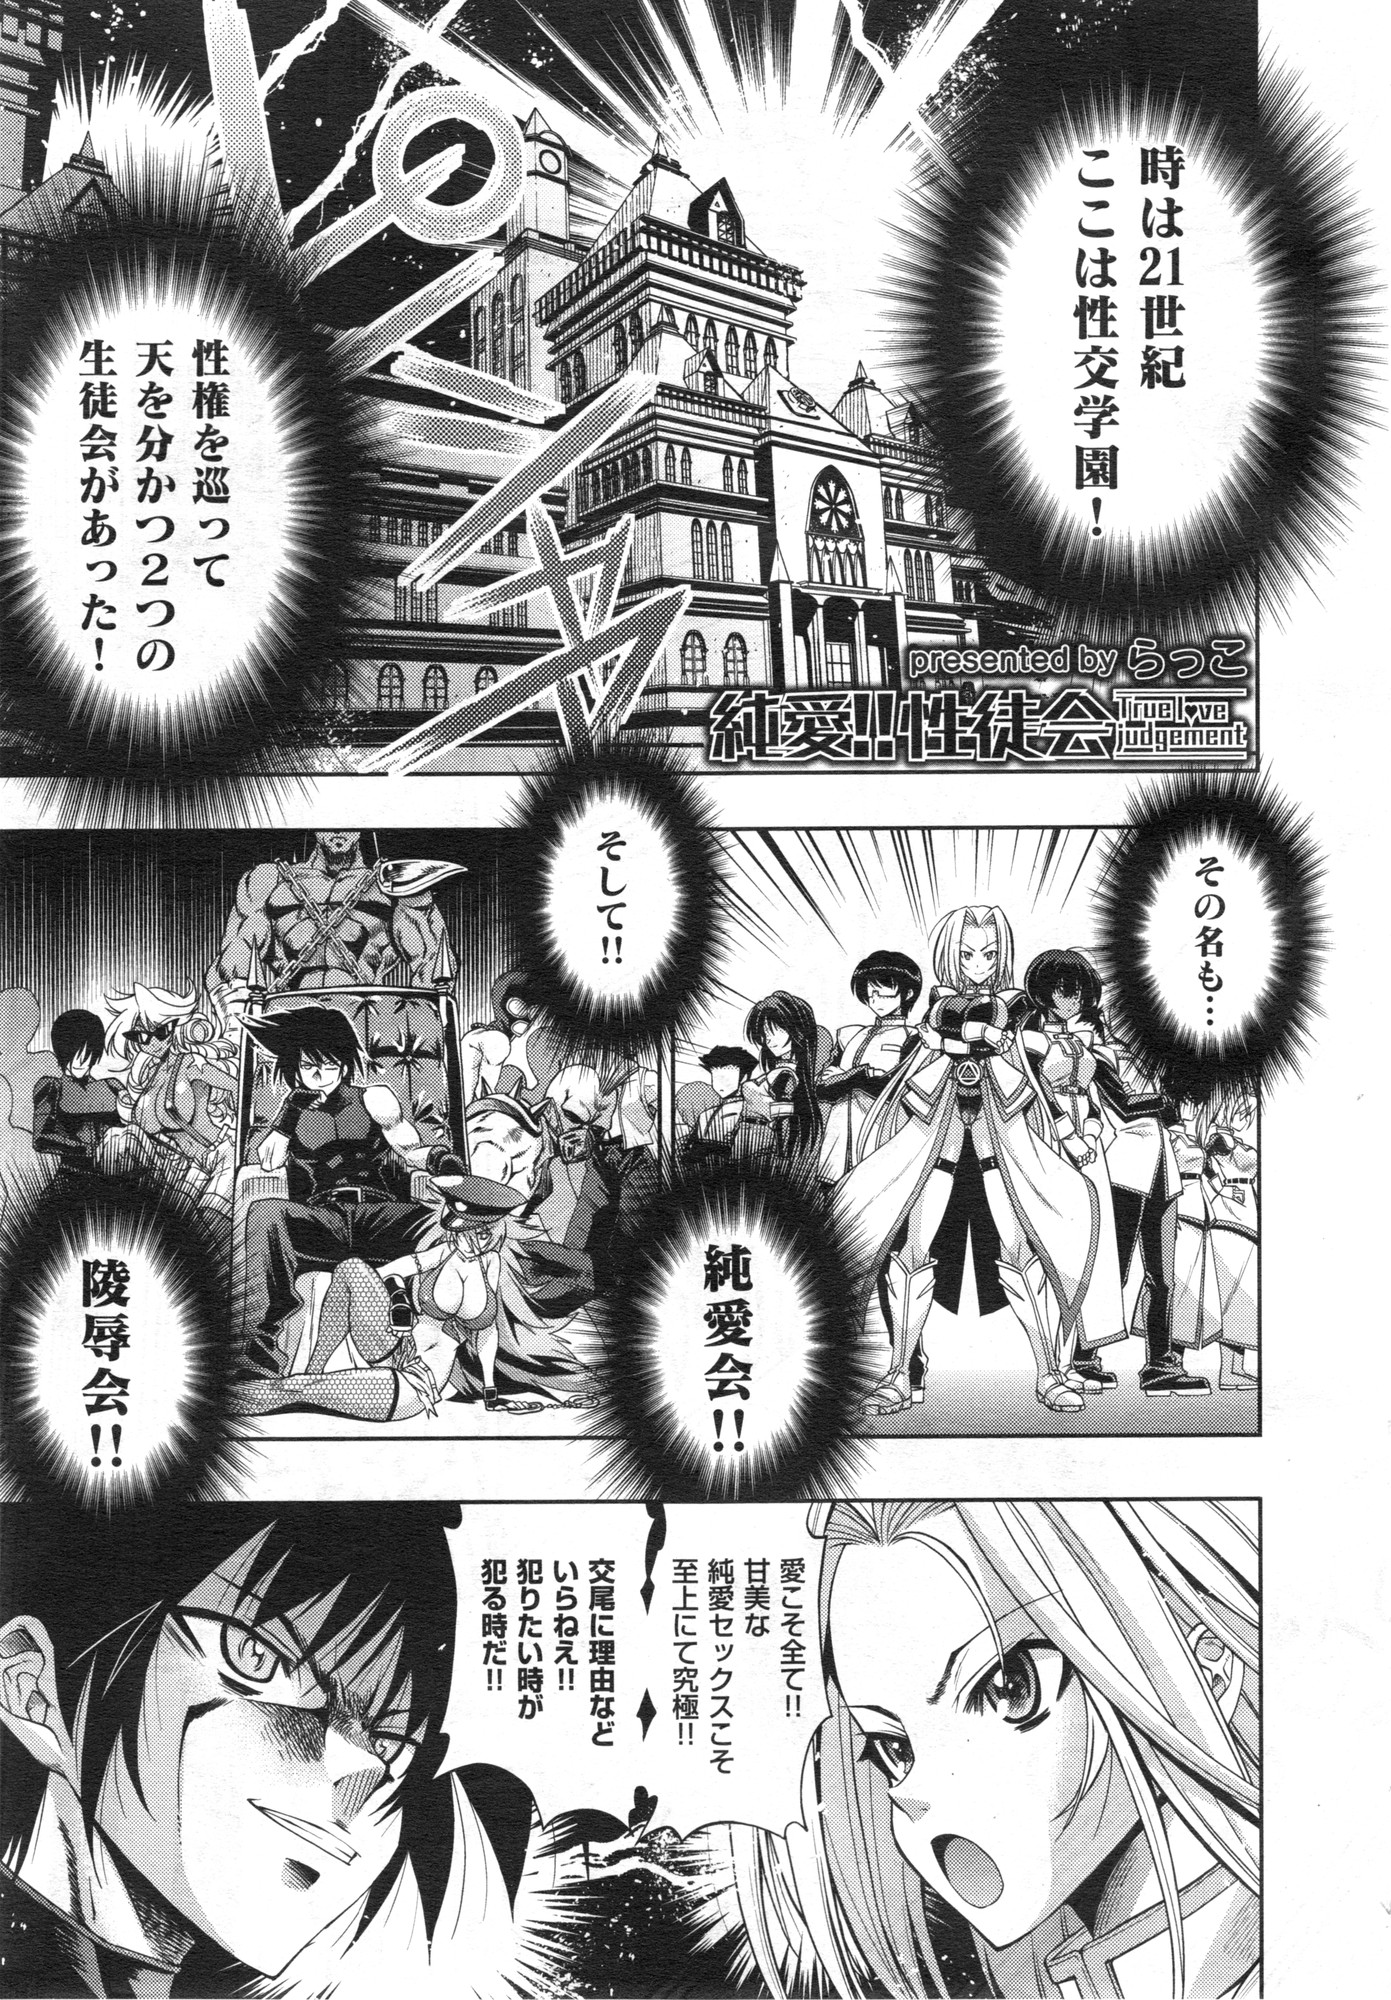 時は21世紀
ここは性交学園！
ピシャ
性権を巡って
天を分かつ2つの
生徒会があった！
presented by らっこ
純愛!!性徒会
True love
judgement
その名も…
純愛会!!
そして!!
陵辱会!!
愛こそ全て!!
甘美な
純愛セックスこそ
至上にて究極!!
交尾に理由など
いらねえ!!
犯りたい時が
犯る時だ!!